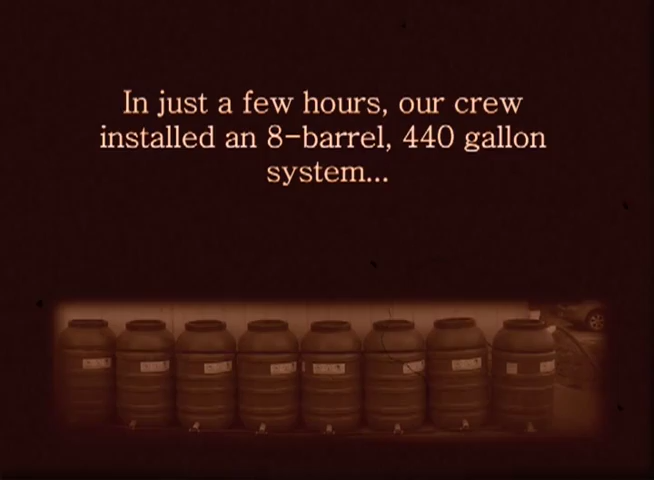 In just a few hours, our crew
installed an 8-barrel, 440 gallon
system...